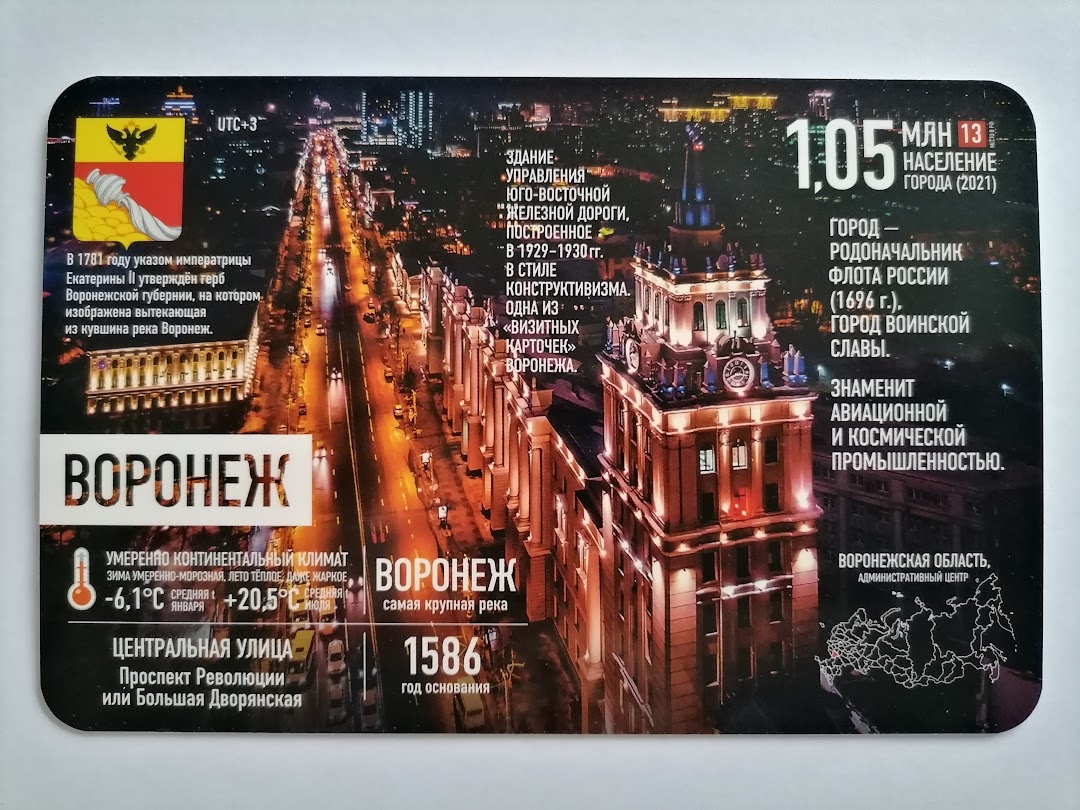 UTC+3
В 1781 году указом императрицы
Екатерины II утверждён герб
Воронежской губернии, на котором
изображена вытекающая
из кувшина река Воронеж.
ЗДАНИЕ
УПРАВЛЕНИЯ
ЮГО-ВОСТОЧНОЙ
ЖЕЛЕЗНОЙ ДОРОГИ,
ПОСТРОЕННОЕ
В 1929–1930 гг.
В СТИЛЕ
КОНСТРУКТИВИЗМА.
ОДНА ИЗ
«ВИЗИТНЫХ
КАРТОЧЕК»
ВОРОНЕЖА.
1,05 МЛН 13
НАСЕЛЕНИЕ
ГОРОДА (2021)
ГОРОД –
РОДОНАЧАЛЬНИК
ФЛОТА РОССИИ
(1696 г.),
ГОРОД ВОИНСКОЙ
СЛАВЫ.
ЗНАМЕНИТ
АВИАЦИОННОЙ
И КОСМИЧЕСКОЙ
ПРОМЫШЛЕННОСТЬЮ.
ВОРОНЕЖ
УМЕРЕННО КОНТИНЕНТАЛЬНЫЙ КЛИМАТ
ЗИМА УМЕРЕННО-МОРОЗНАЯ, ЛЕТО ТЁПЛОЕ, ДАЖЕ ЖАРКОЕ
-6,1°C СРЕДНЯЯ t ЯНВАРЯ +20,5°C СРЕДНЯЯ t ИЮЛЯ
ВОРОНЕЖ
самая крупная река
ЦЕНТРАЛЬНАЯ УЛИЦА
Проспект Революции
или Большая Дворянская
1586
год основания
ВОРОНЕЖСКАЯ ОБЛАСТЬ,
АДМИНИСТРАТИВНЫЙ ЦЕНТР